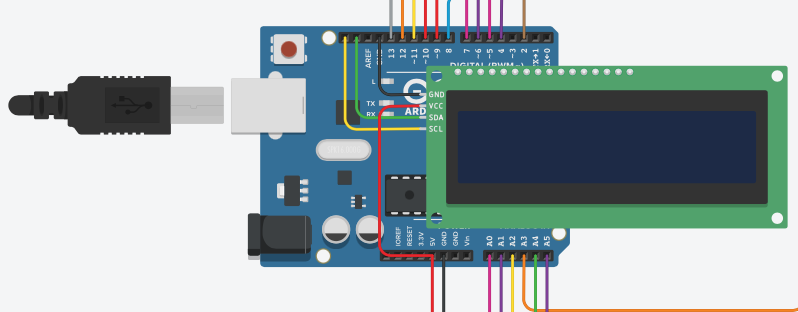 AREF
13
12
~11
~10
~9
8
7
~6
~5
4
~3
2
TX→1
RX←0
DIGITAL (PWM~)
L
TX
RX
ARD
GND
VCC
SDA
SCL
IOREF
RESET
3.3V
5V
GND
GND
Vin
A0
A1
A2
A3
A4
A5